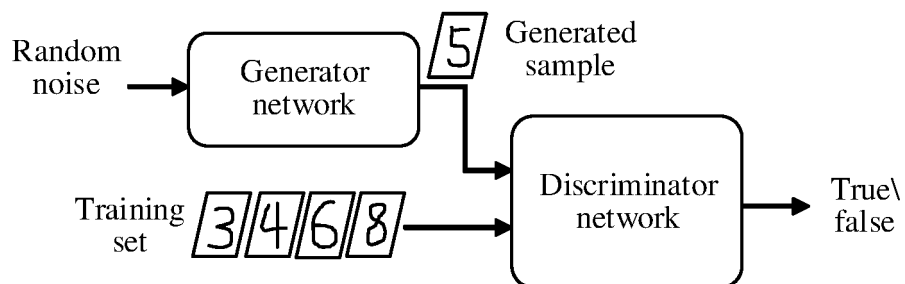 Random
noise
Generator
network
5
Generated
sample
Training
set
3 4 6 8
Discriminator
network
True\
false